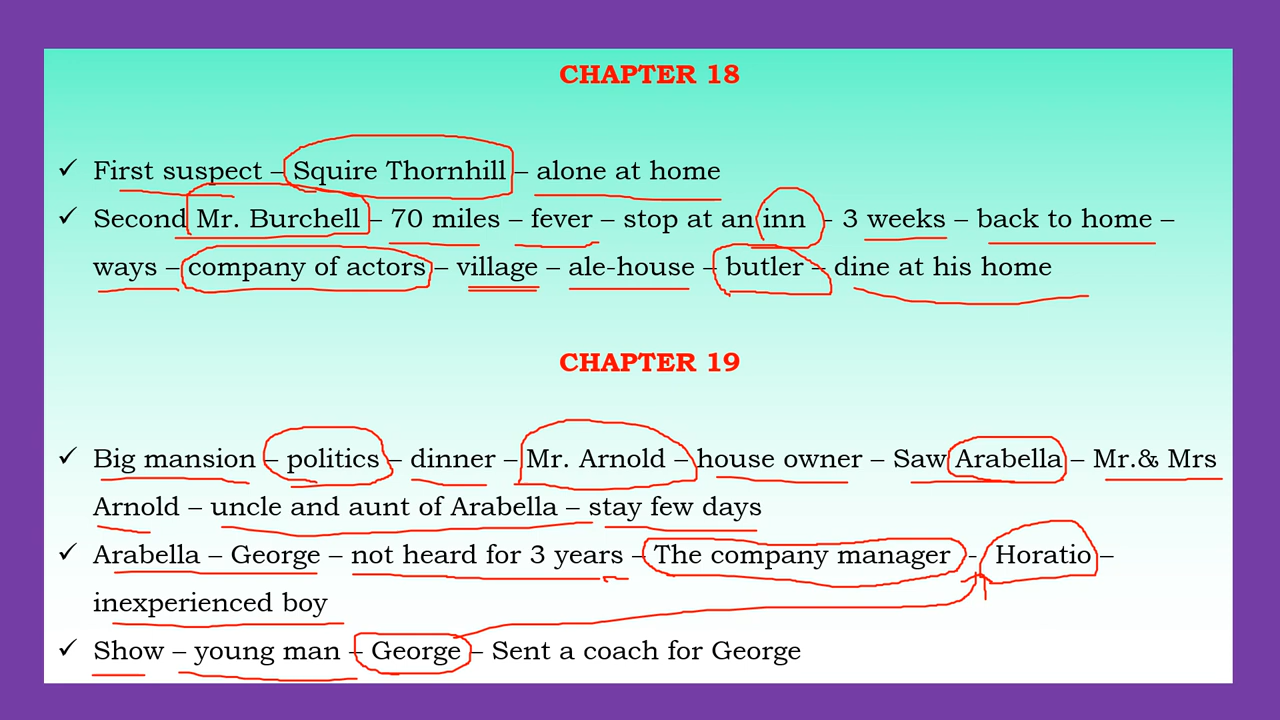 CHAPTER 18
✓ First suspect – Squire Thornhill – alone at home
✓ Second Mr. Burchell – 70 miles – fever – stop at an inn – 3 weeks – back to home –
ways – company of actors – village – ale-house – butler – dine at his home
CHAPTER 19
✓ Big mansion – politics – dinner – Mr. Arnold – house owner – Saw Arabella – Mr.& Mrs
Arnold – uncle and aunt of Arabella – stay few days
✓ Arabella – George – not heard for 3 years – The company manager - Horatio –
inexperienced boy
✓ Show – young man – George – Sent a coach for George